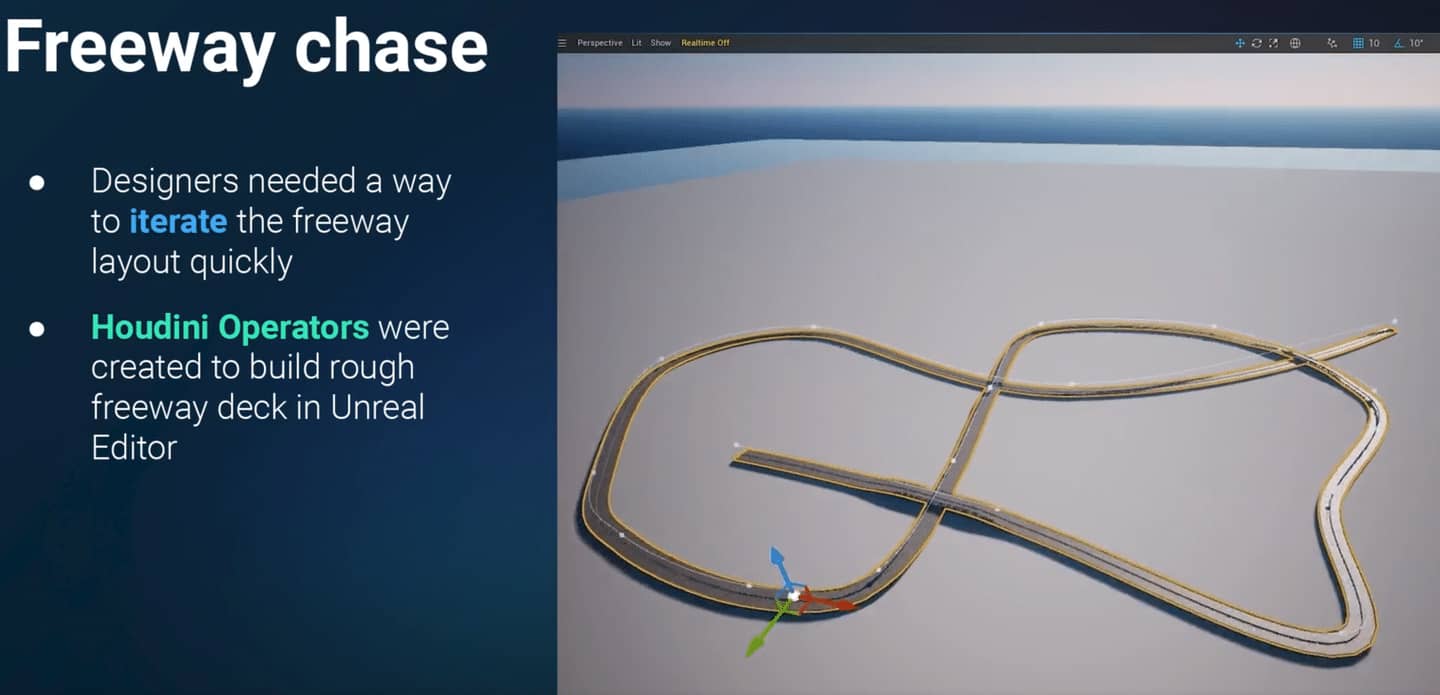 Freeway chase
Perspective Lit Show Realtime Off
10 10°
Designers needed a way
to iterate the freeway
layout quickly
Houdini Operators were
created to build rough
freeway deck in Unreal
Editor